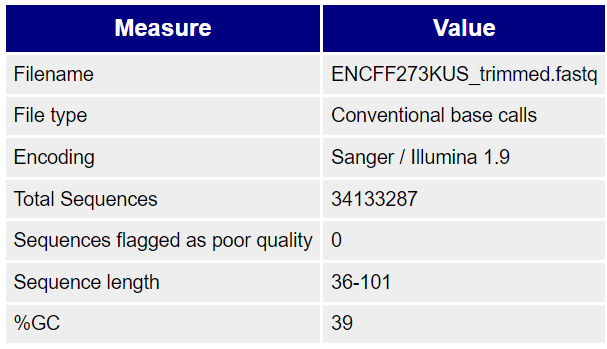 Measure Value
Filename ENCFF273KUS_trimmed.fastq
File type Conventional base calls
Encoding Sanger / Illumina 1.9
Total Sequences 34133287
Sequences flagged as poor quality 0
Sequence length 36-101
%GC 39